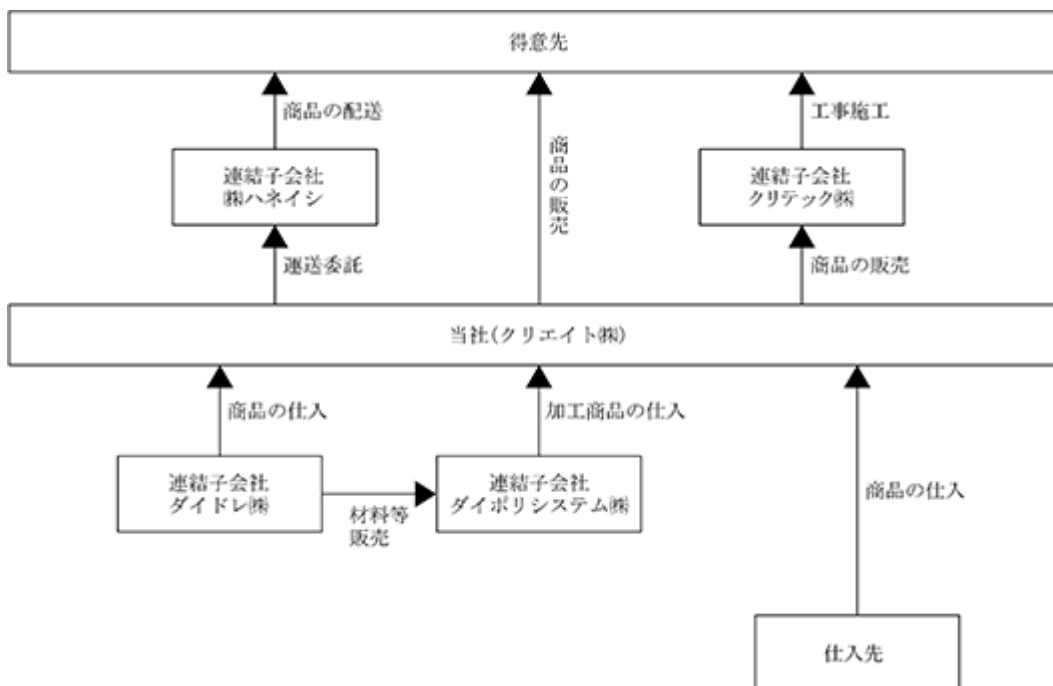 得意先
商品の配送
工事施工
商品の販売
連結子会社
㈱ハネイシ
連結子会社
クリテック㈱
運送委託
商品の販売
当社(クリエイト㈱)
商品の仕入
加工商品の仕入
連結子会社
ダイドレ㈱
連結子会社
ダイポリシステム㈱
商品の仕入
材料等
販売
仕入先